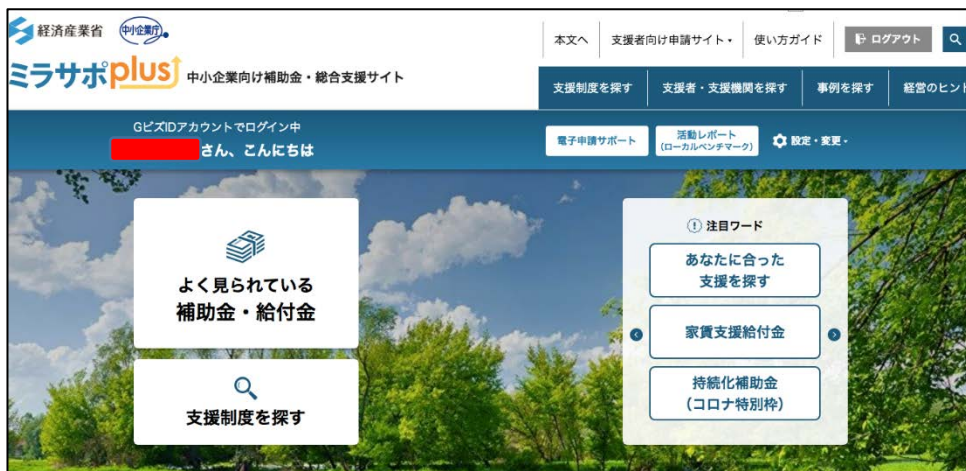 経済産業省 中小企業庁
本文へ 支援者向け申請サイト 使い方ガイド ログアウト
ミラサポplus 中小企業向け補助金・総合支援サイト
支援制度を探す 支援者・支援機関を探す 事例を探す 経営のヒント
GビズIDアカウントでログイン中
さん、こんにちは
電子申請サポート
活動レポート
(ローカルベンチマーク)
設定・変更
よく見られている
補助金・給付金
支援制度を探す
注目ワード
あなたに合った
支援を探す
家賃支援給付金
持続化補助金
(コロナ特別枠)